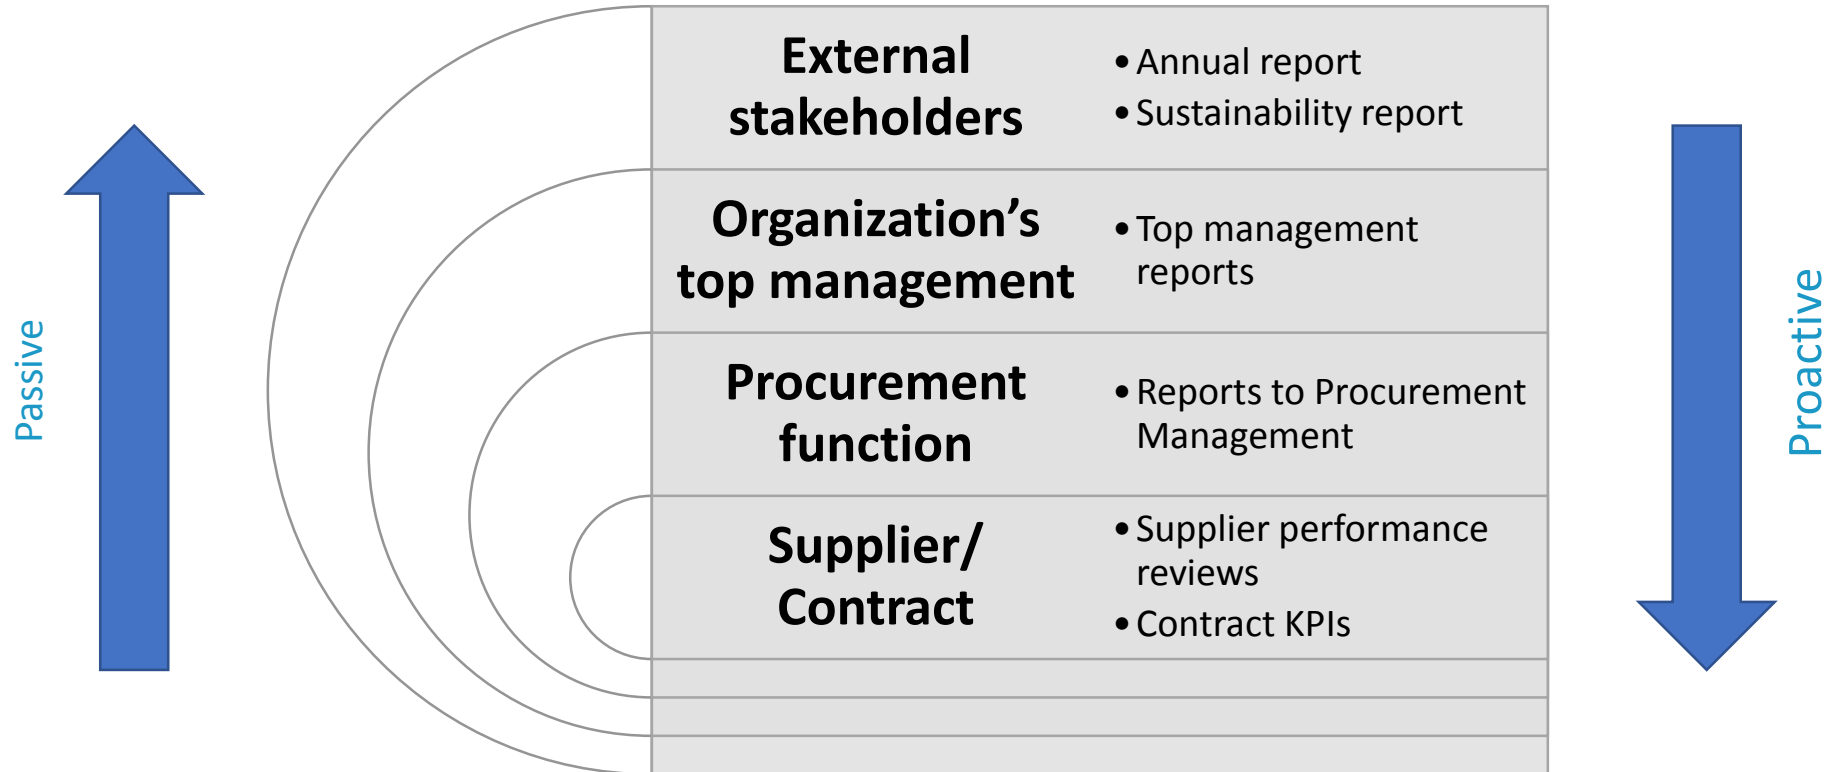 External
stakeholders
•Annual report
•Sustainability report
Organization’s
top management
•Top management
reports
Procurement
function
•Reports to Procurement
Management
Supplier/
Contract
•Supplier performance
reviews
•Contract KPIs
Passive
Proactive